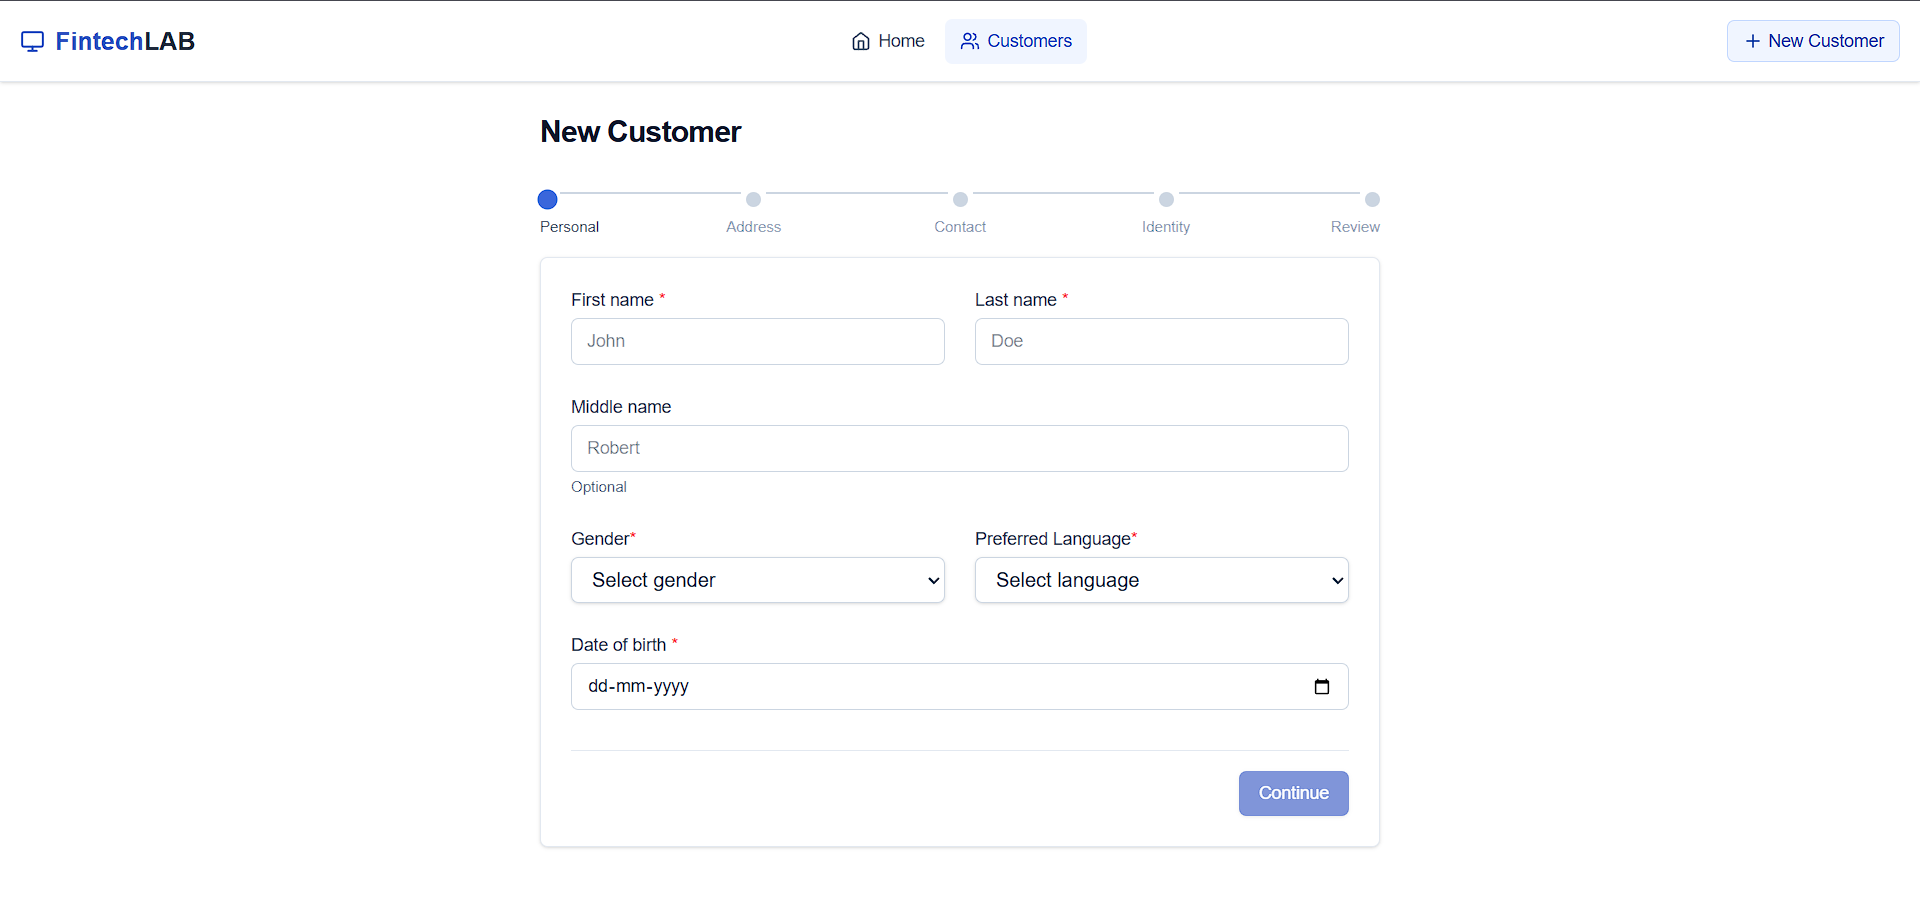 FintechLAB
Home
Customers
New Customer
New Customer
Personal
Address
Contact
Identity
Review
First name *
Last name *
John
Doe
Middle name
Robert
Optional
Gender*
Preferred Language*
Select gender
Select language
Date of birth *
dd-mm-yyyy
Continue